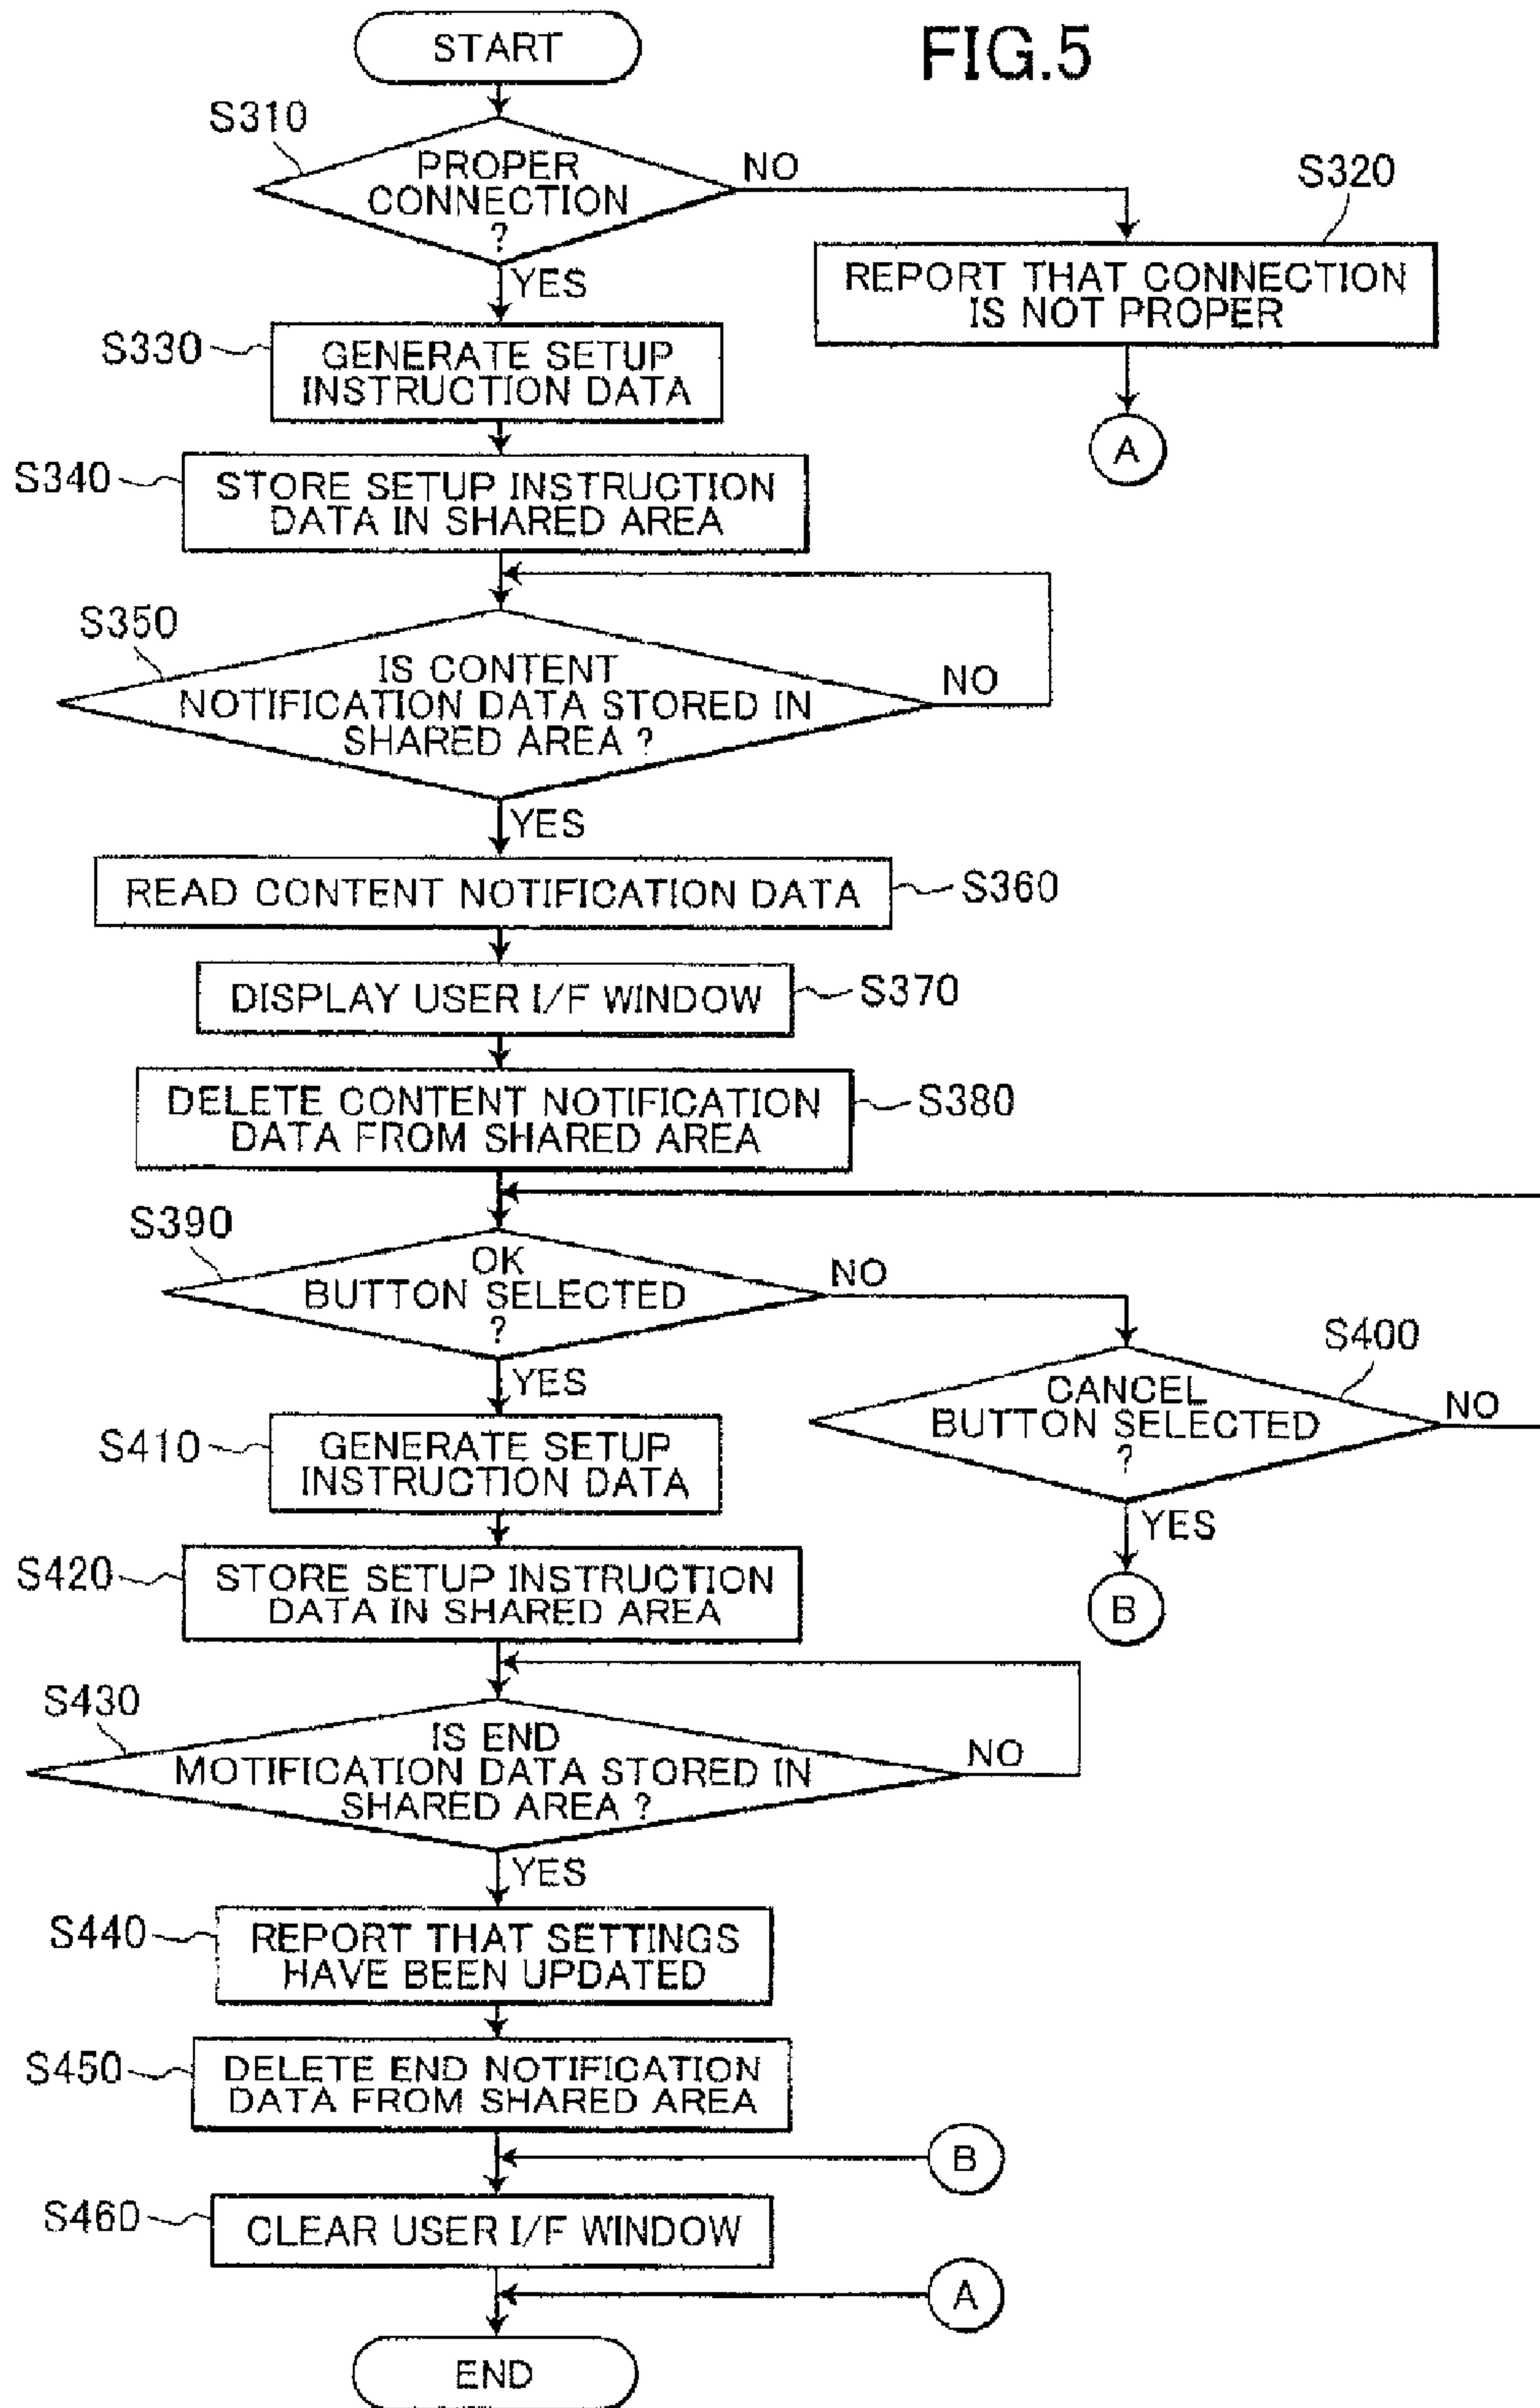 START
FIG.5
S310
PROPER
CONNECTION
?
NO
YES
S320
REPORT THAT CONNECTION
IS NOT PROPER
A
S330
GENERATE SETUP
INSTRUCTION DATA
S340
STORE SETUP INSTRUCTION
DATA IN SHARED AREA
S350
IS CONTENT
NOTIFICATION DATA STORED IN
SHARED AREA ?
NO
YES
READ CONTENT NOTIFICATION DATA
S360
DISPLAY USER I/F WINDOW
S370
DELETE CONTENT NOTIFICATION
DATA FROM SHARED AREA
S380
S390
OK
BUTTON SELECTED
?
NO
YES
S400
CANCEL
BUTTON SELECTED
?
NO
YES
B
S410
GENERATE SETUP
INSTRUCTION DATA
S420
STORE SETUP INSTRUCTION
DATA IN SHARED AREA
S430
IS END
MOTIFICATION DATA STORED IN
SHARED AREA ?
NO
YES
S440
REPORT THAT SETTINGS
HAVE BEEN UPDATED
S450
DELETE END NOTIFICATION
DATA FROM SHARED AREA
B
S460
CLEAR USER I/F WINDOW
A
END